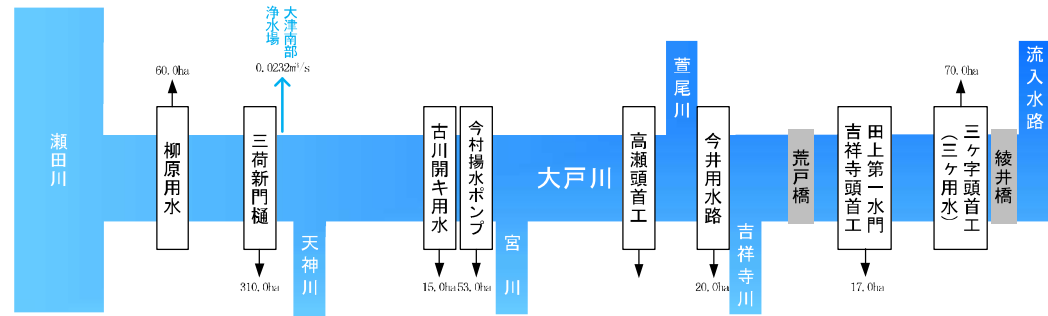 瀬田川
60.0ha
柳原用水
三荷新門樋
310.0ha
大津南部
浄水場
0.0232㎥/s
天神川
古川開キ用水
15.0ha
今村揚水ポンプ
53.0ha
宮川
大戸川
高瀬頭首工
萱尾川
今井用水路
20.0ha
吉祥寺川
荒戸橋
田上第一水門
吉祥寺頭首工
17.0ha
70.0ha
三ヶ字頭首工
(三ヶ用水)
綾井橋
流入水路